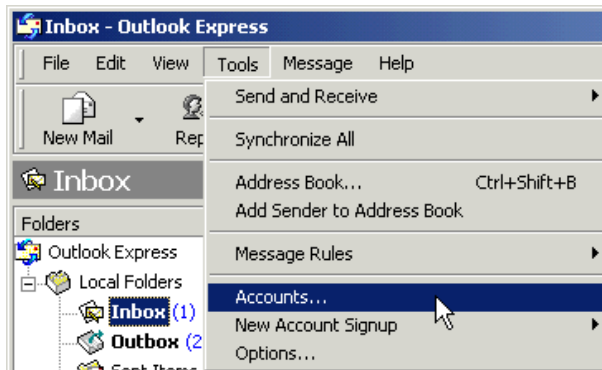 Inbox - Outlook Express
File Edit View Tools Message Help
New Mail
Send and Receive
Synchronize All
Inbox
Address Book... Ctrl+Shift+B
Add Sender to Address Book
Folders
Outlook Express
Message Rules
Local Folders
Accounts...
Inbox (1)
New Account Signup
Outbox (2
Options...